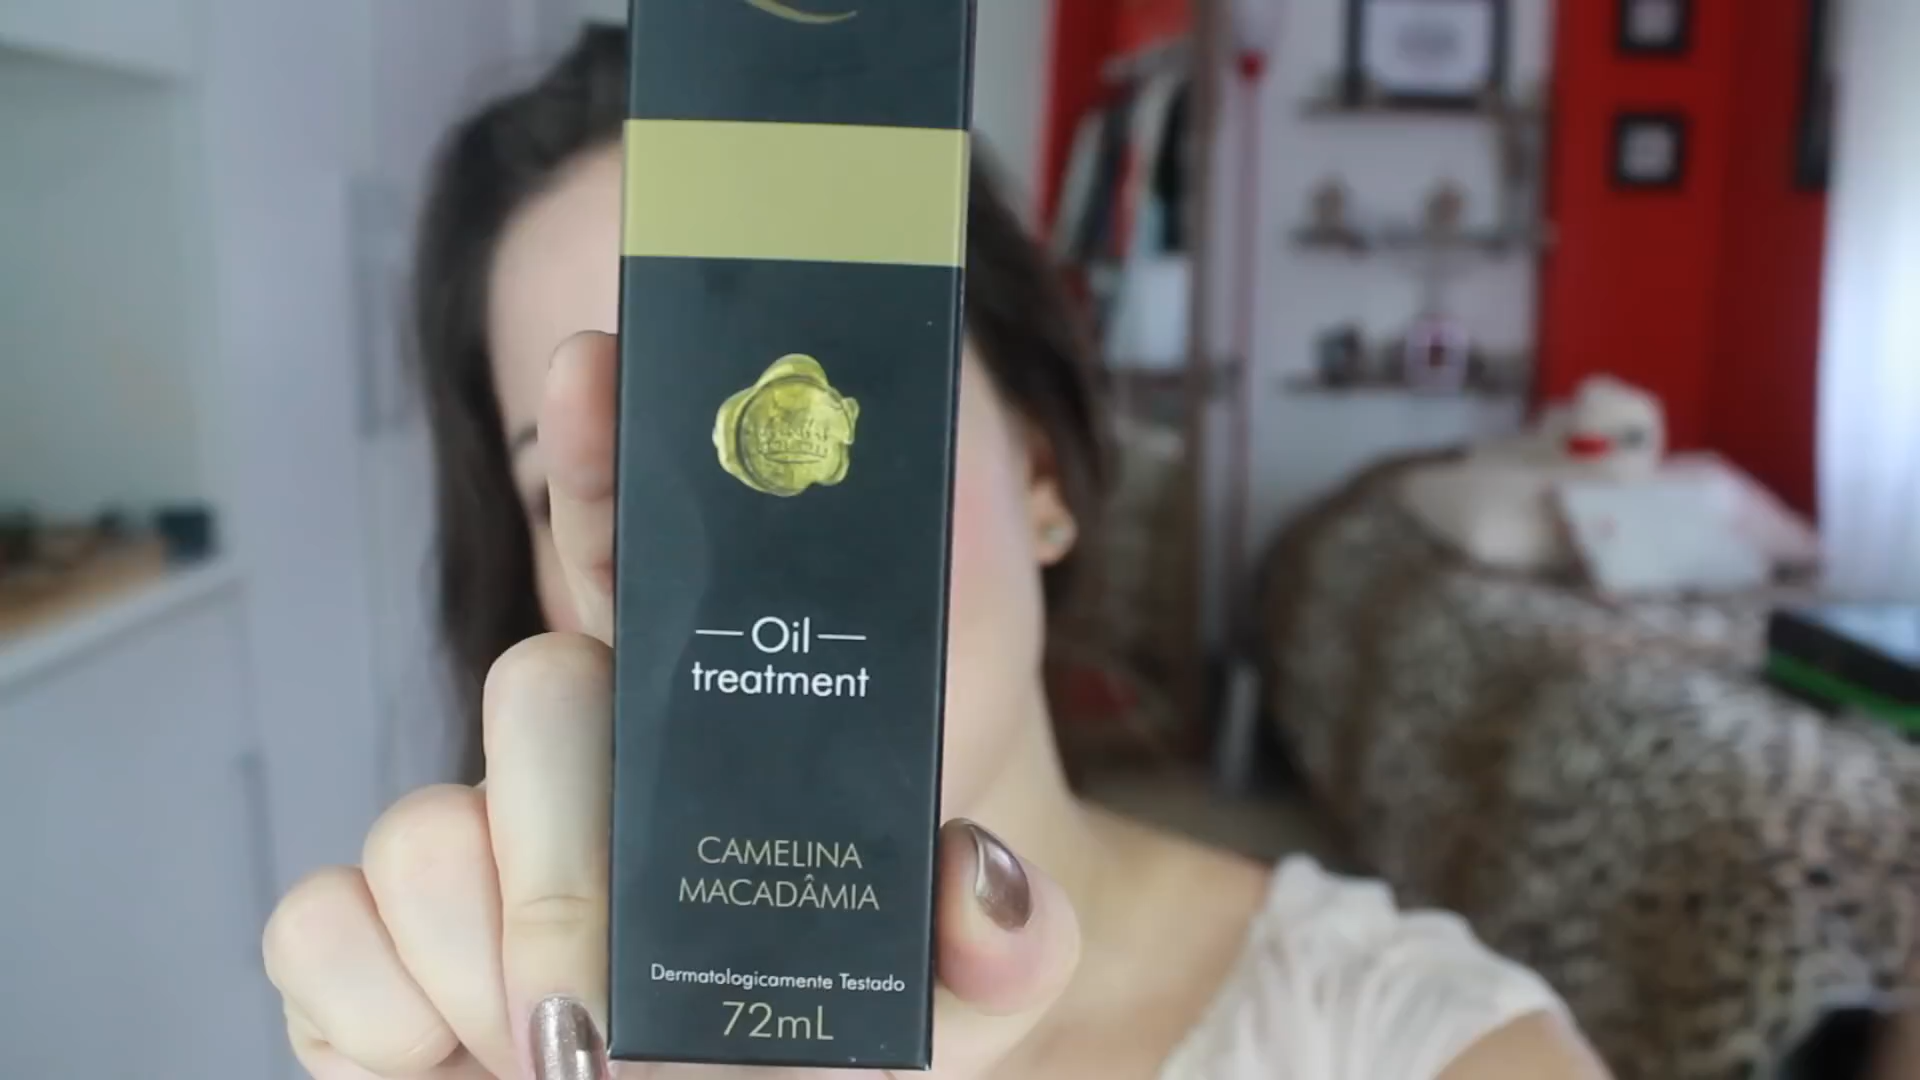 Oil
treatment
CAMELINA
MACADÂMIA
Dermatologicamente Testado
72mL